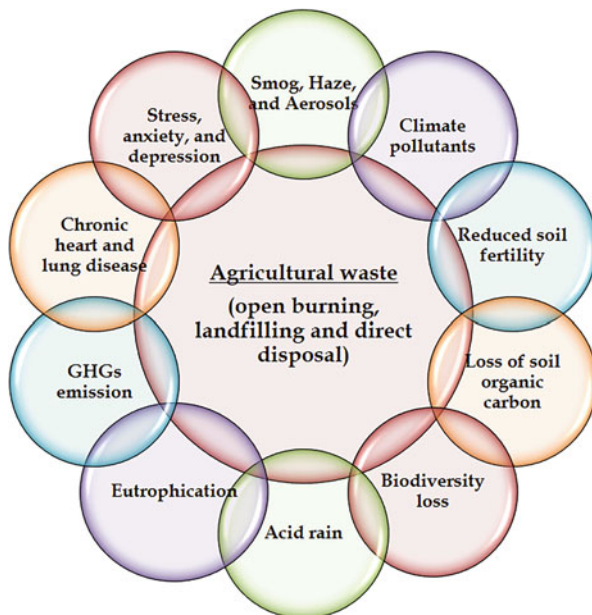 Smog, Haze,
and Aerosols
Climate
pollutants
Reduced soil
fertility
Loss of soil
organic
carbon
Biodiversity
loss
Acid rain
Eutrophication
GHGs
emission
Chronic
heart and
lung disease
Stress,
anxiety, and
depression
Agricultural waste
(open burning,
landfilling and direct
disposal)